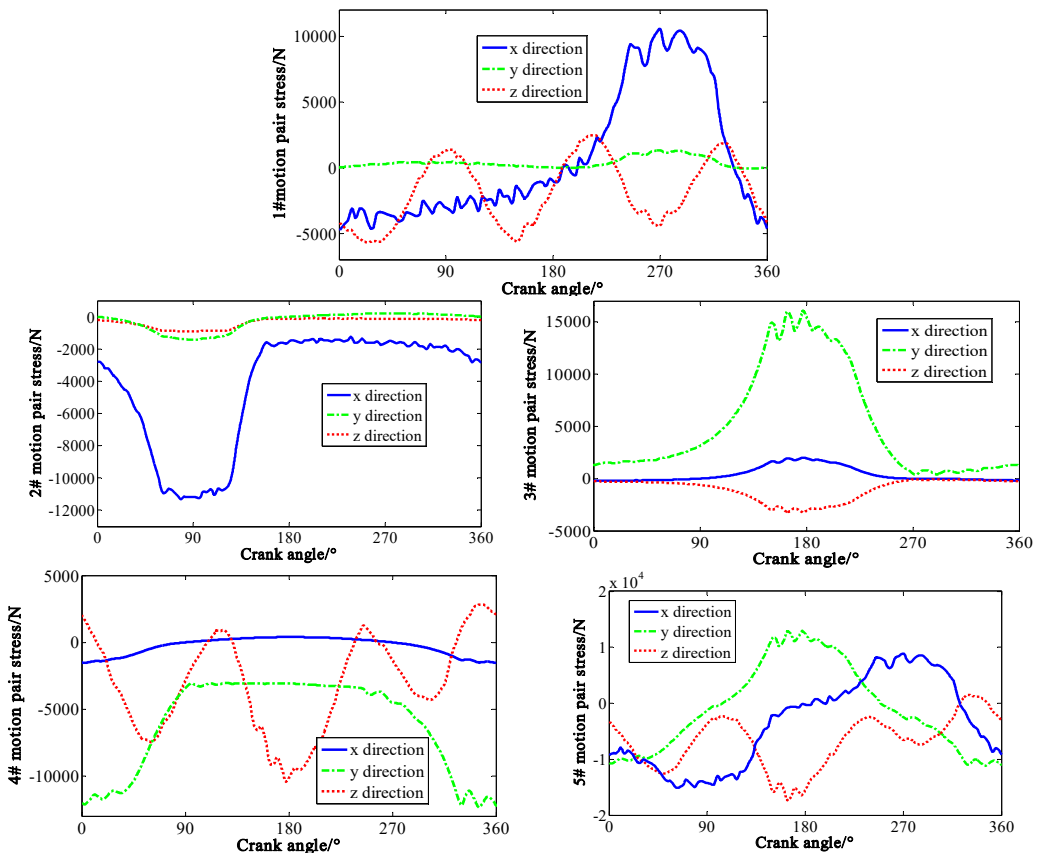 1#motion pair stress/N
10000
5000
0
-5000
x direction
y direction
z direction
0 90 180 270 360
Crank angle/°
2# motion pair stress/N
0
-2000
-4000
-6000
-8000
-10000
-12000
x direction
y direction
z direction
0 90 180 270 360
Crank angle/°
3# motion pair stress/N
15000
10000
5000
0
-5000
x direction
y direction
z direction
0 90 180 270 360
Crank angle/°
4# motion pair stress/N
5000
0
-5000
-10000
x direction
y direction
z direction
0 90 180 270 360
Crank angle/°
5# motion pair stress/N
x 10 4
2
1
0
-1
-2
x direction
y direction
z direction
0 90 180 270 360
Crank angle/°